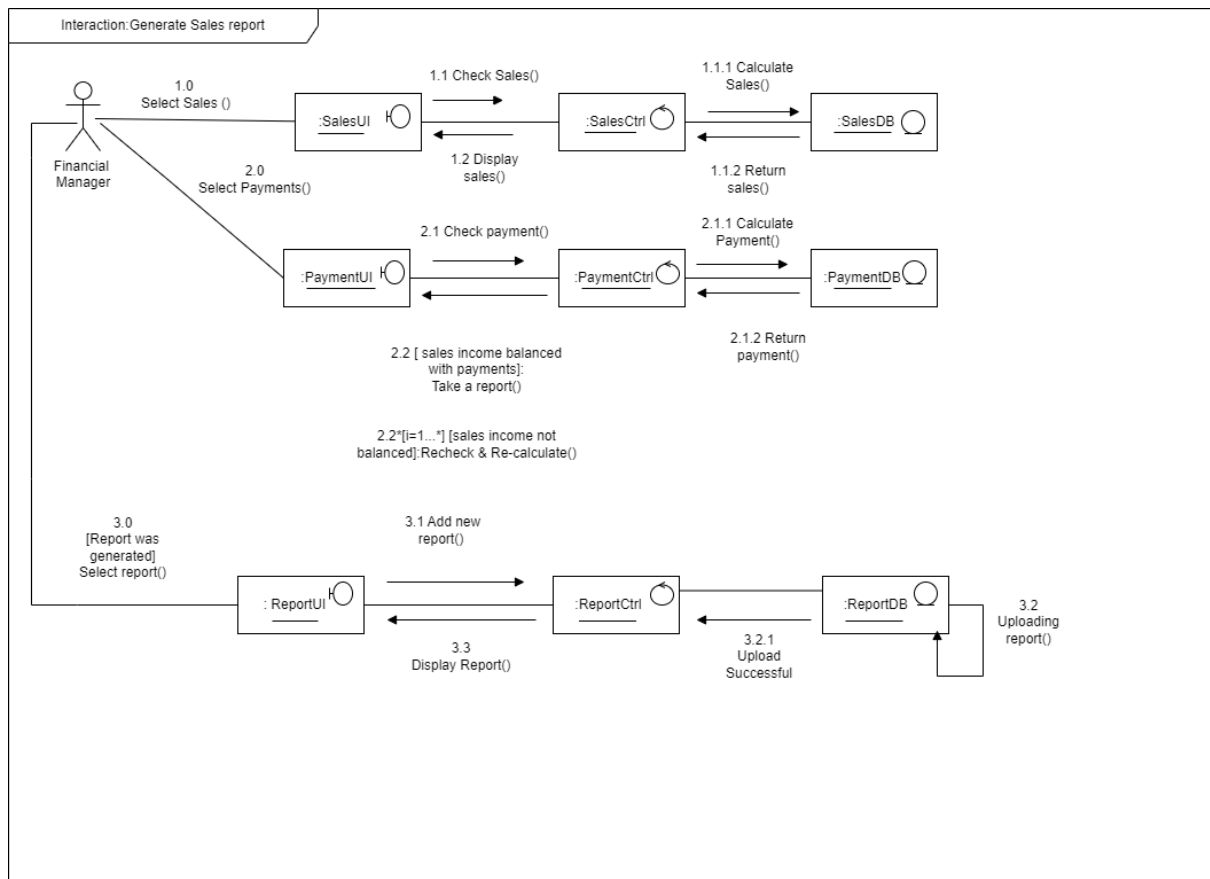 Interaction:Generate Sales report
1.0
Select Sales ()
1.1 Check Sales()
1.1.1 Calculate
Sales()
:SalesUI
:SalesCtrl
:SalesDB
Financial
Manager
1.2 Display
sales()
1.1.2 Return
sales()
2.0
Select Payments()
2.1 Check payment()
2.1.1 Calculate
Payment()
:PaymentUI
:PaymentCtrl
:PaymentDB
2.1.2 Return
payment()
2.2 [ sales income balanced
with payments]:
Take a report()
2.2*[i=1...*] [sales income not
balanced]:Recheck & Re-calculate()
3.0
[Report was
generated]
Select report()
3.1 Add new
report()
: ReportUI
:ReportCtrl
:ReportDB
3.2
Uploading
report()
3.3
Display Report()
3.2.1
Upload
Successful